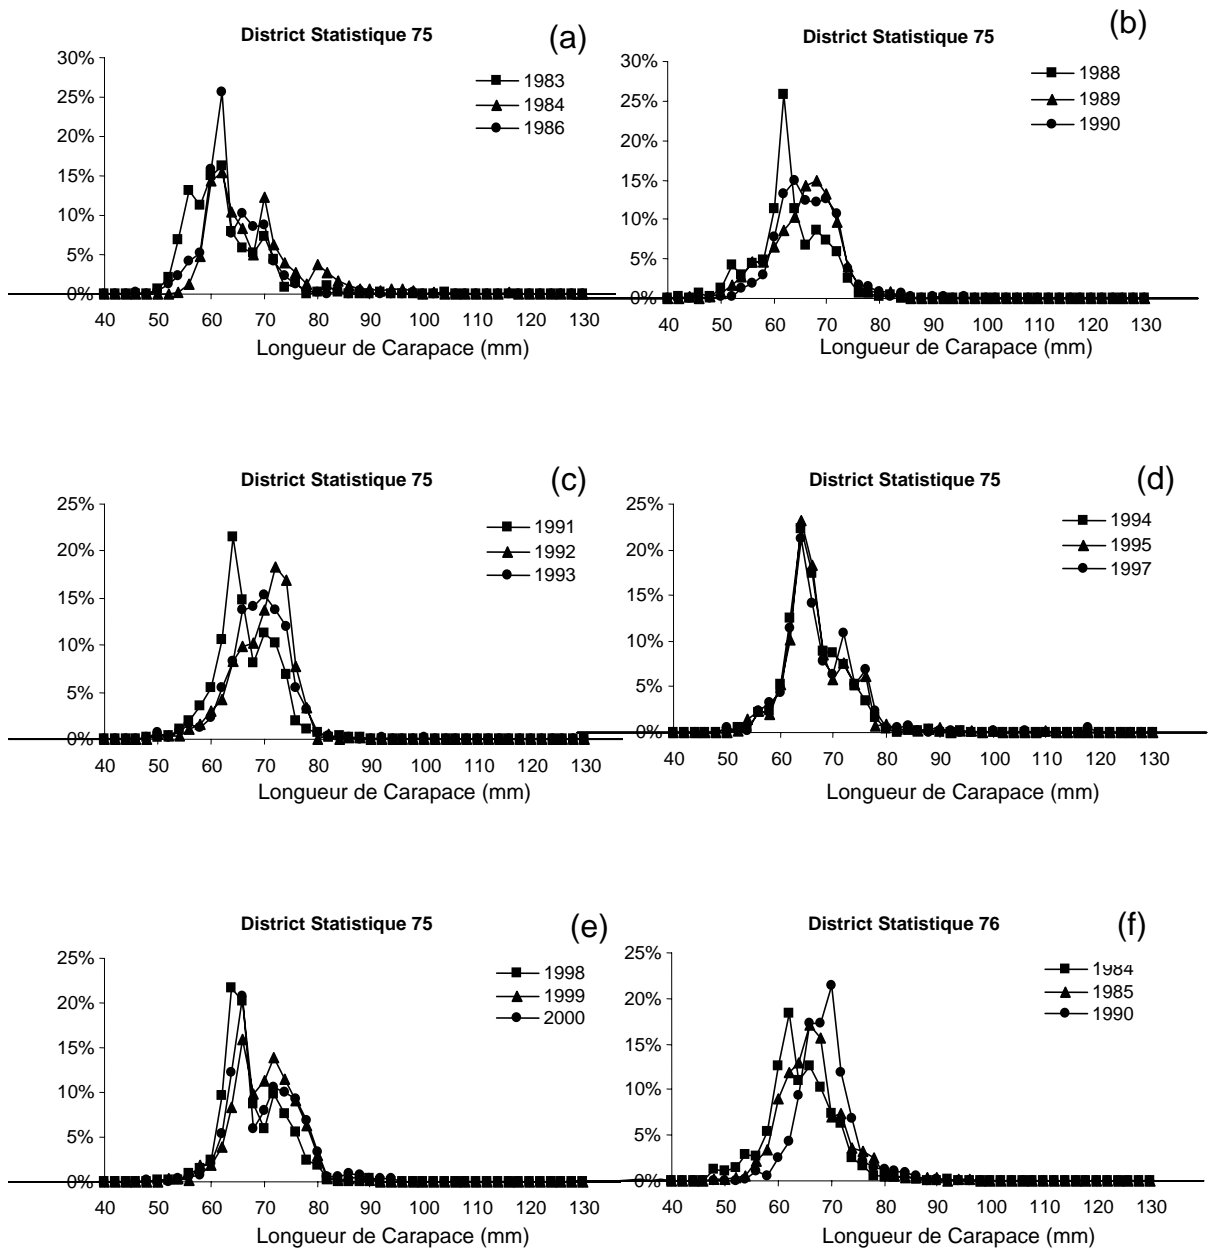 District Statistique 75
(a)
30%
25%
20%
15%
10%
5%
0%
1983
1984
1986
40 50 60 70 80 90 100 110 120 130
Longueur de Carapace (mm)
District Statistique 75
(b)
30%
25%
20%
15%
10%
5%
0%
1988
1989
1990
40 50 60 70 80 90 100 110 120 130
Longueur de Carapace (mm)
District Statistique 75
(c)
25%
20%
15%
10%
5%
0%
1991
1992
1993
40 50 60 70 80 90 100 110 120 130
Longueur de Carapace (mm)
District Statistique 75
(d)
25%
20%
15%
10%
5%
0%
1994
1995
1997
40 50 60 70 80 90 100 110 120 130
Longueur de Carapace (mm)
District Statistique 75
(e)
25%
20%
15%
10%
5%
0%
1998
1999
2000
40 50 60 70 80 90 100 110 120 130
Longueur de Carapace (mm)
District Statistique 76
(f)
25%
20%
15%
10%
5%
0%
1984
1985
1990
40 50 60 70 80 90 100 110 120 130
Longueur de Carapace (mm)